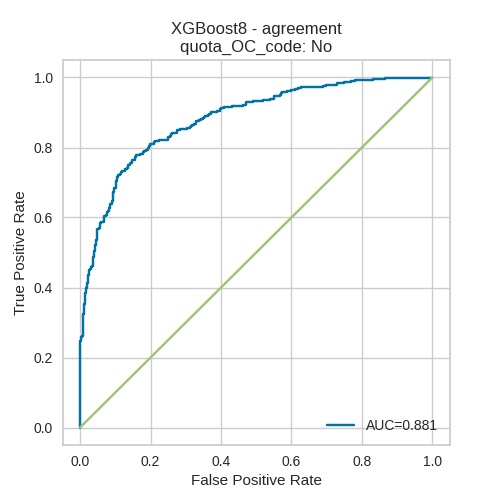 XGBoost8 - agreement
quota_OC_code: No
True Positive Rate
1.0
0.8
0.6
0.4
0.2
0.0
AUC=0.881
0.0 0.2 0.4 0.6 0.8 1.0
False Positive Rate